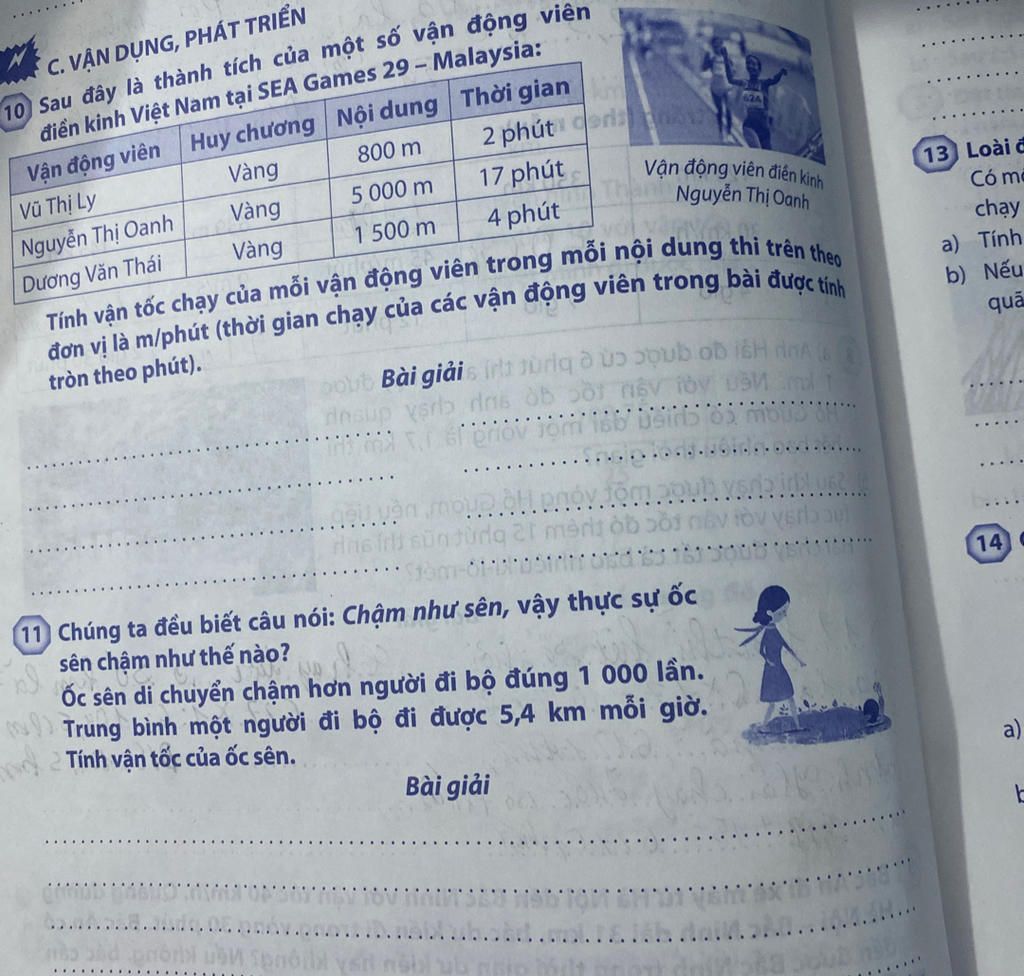 C. VẬN DỤNG, PHÁT TRIỂN
10 Sau đây là thành tích của một số vận động viên
điền kinh Việt Nam tại SEA Games 29 – Malaysia:
Vận động viên Huy chương Nội dung Thời gian
Vũ Thị Ly Vàng 800 m 2 phút
Nguyễn Thị Oanh Vàng 5 000 m 17 phút
Dương Văn Thái Vàng 1 500 m 4 phút
624
Vận động viên điền kinh
Nguyễn Thị Oanh
Tính vận tốc chạy của mỗi vận động viên trong mỗi nội dung thi trên theo
đơn vị là m/phút (thời gian chạy của các vận động viên trong bài được tính
tròn theo phút).
Bài giải
11 Chúng ta đều biết câu nói: Chậm như sên, vậy thực sự ốc
sên chậm như thế nào?
Ốc sên di chuyển chậm hơn người đi bộ đúng 1 000 lần.
Trung bình một người đi bộ đi được 5,4 km mỗi giờ.
Tính vận tốc của ốc sên.
Bài giải
13 Loài
Có
chạy
a) Tính
b) Nếu
14
a)